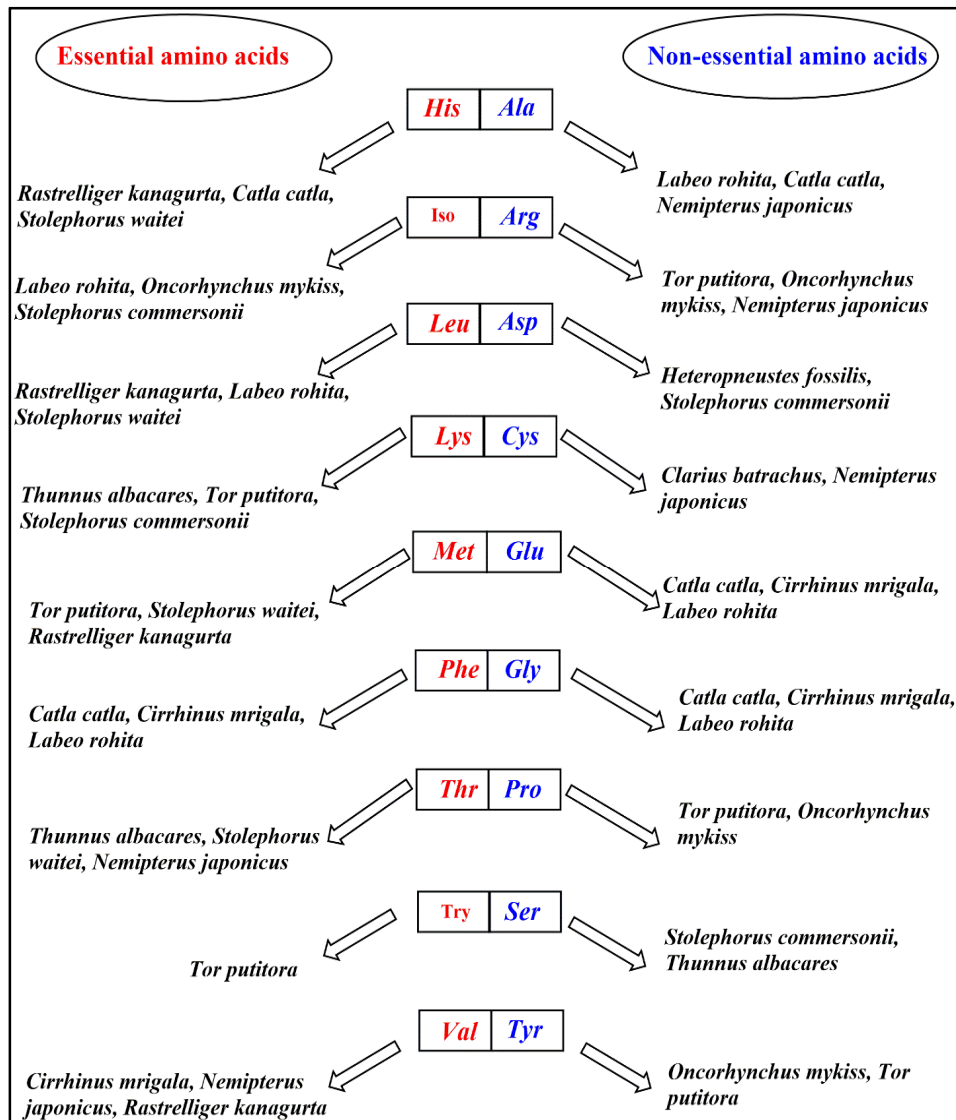 Essential amino acids
Non-essential amino acids
His Ala
Rastrelliger kanagurta, Catla catla,
Stolephorus waitei
Labeo rohita, Catla catla,
Nemipterus japonicus
Iso Arg
Labeo rohita, Oncorhynchus mykiss,
Stolephorus commersonii
Tor putitora, Oncorhynchus
mykiss, Nemipterus japonicus
Leu Asp
Rastrelliger kanagurta, Labeo rohita,
Stolephorus waitei
Heteropneustes fossilis,
Stolephorus commersonii
Lys Cys
Thunnus albacares, Tor putitora,
Stolephorus commersonii
Clarius batrachus, Nemipterus
japonicus
Met Glu
Tor putitora, Stolephorus waitei,
Rastrelliger kanagurta
Catla catla, Cirrhinus mrigala,
Labeo rohita
Phe Gly
Catla catla, Cirrhinus mrigala,
Labeo rohita
Catla catla, Cirrhinus mrigala,
Labeo rohita
Thr Pro
Thunnus albacares, Stolephorus
waitei, Nemipterus japonicus
Tor putitora, Oncorhynchus
mykiss
Try Ser
Tor putitora
Stolephorus commersonii,
Thunnus albacares
Val Tyr
Cirrhinus mrigala, Nemipterus
japonicus, Rastrelliger kanagurta
Oncorhynchus mykiss, Tor
putitora